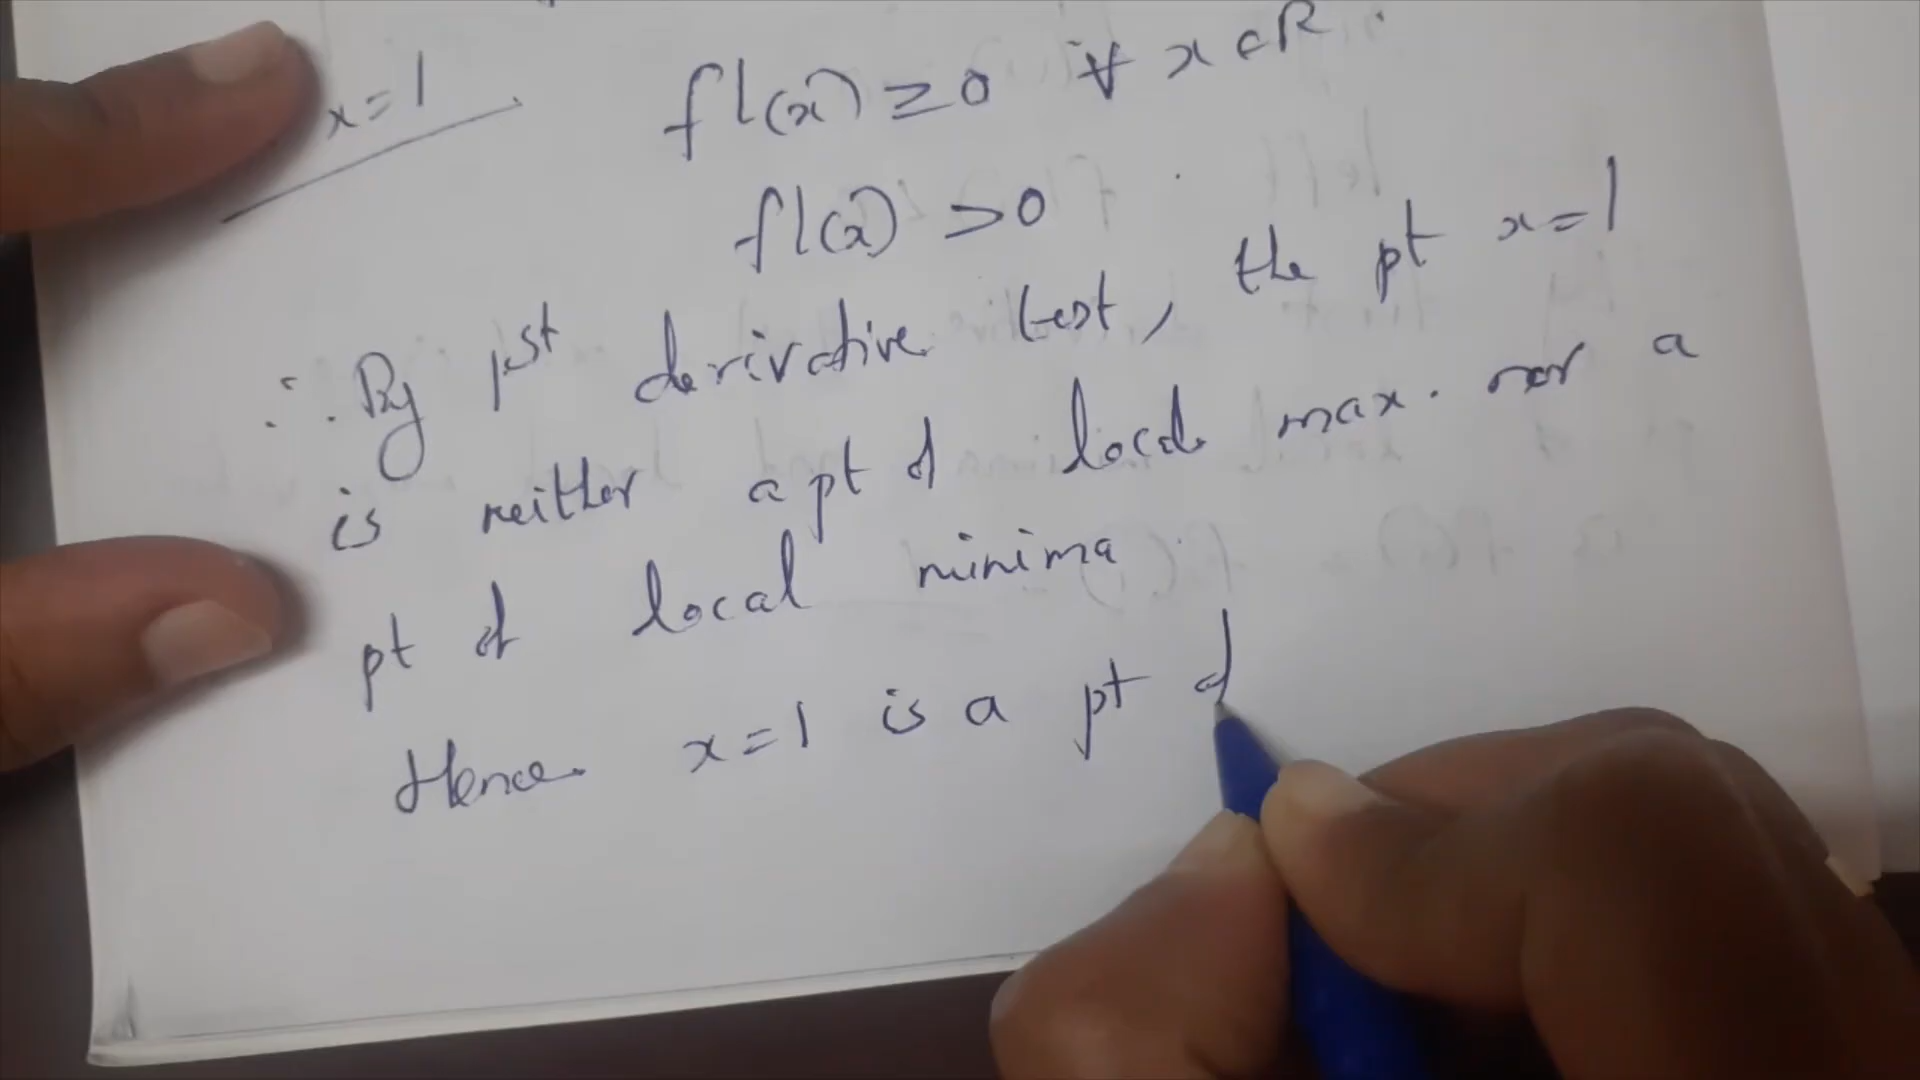 x=1
f'(x) ≥0 ∀ x ∈R.
f'(x) >0
∴ By 1st derivative test, the pt x=1
is neither a pt of local max. nor a
pt of local minima
Hence x=1 is a pt of